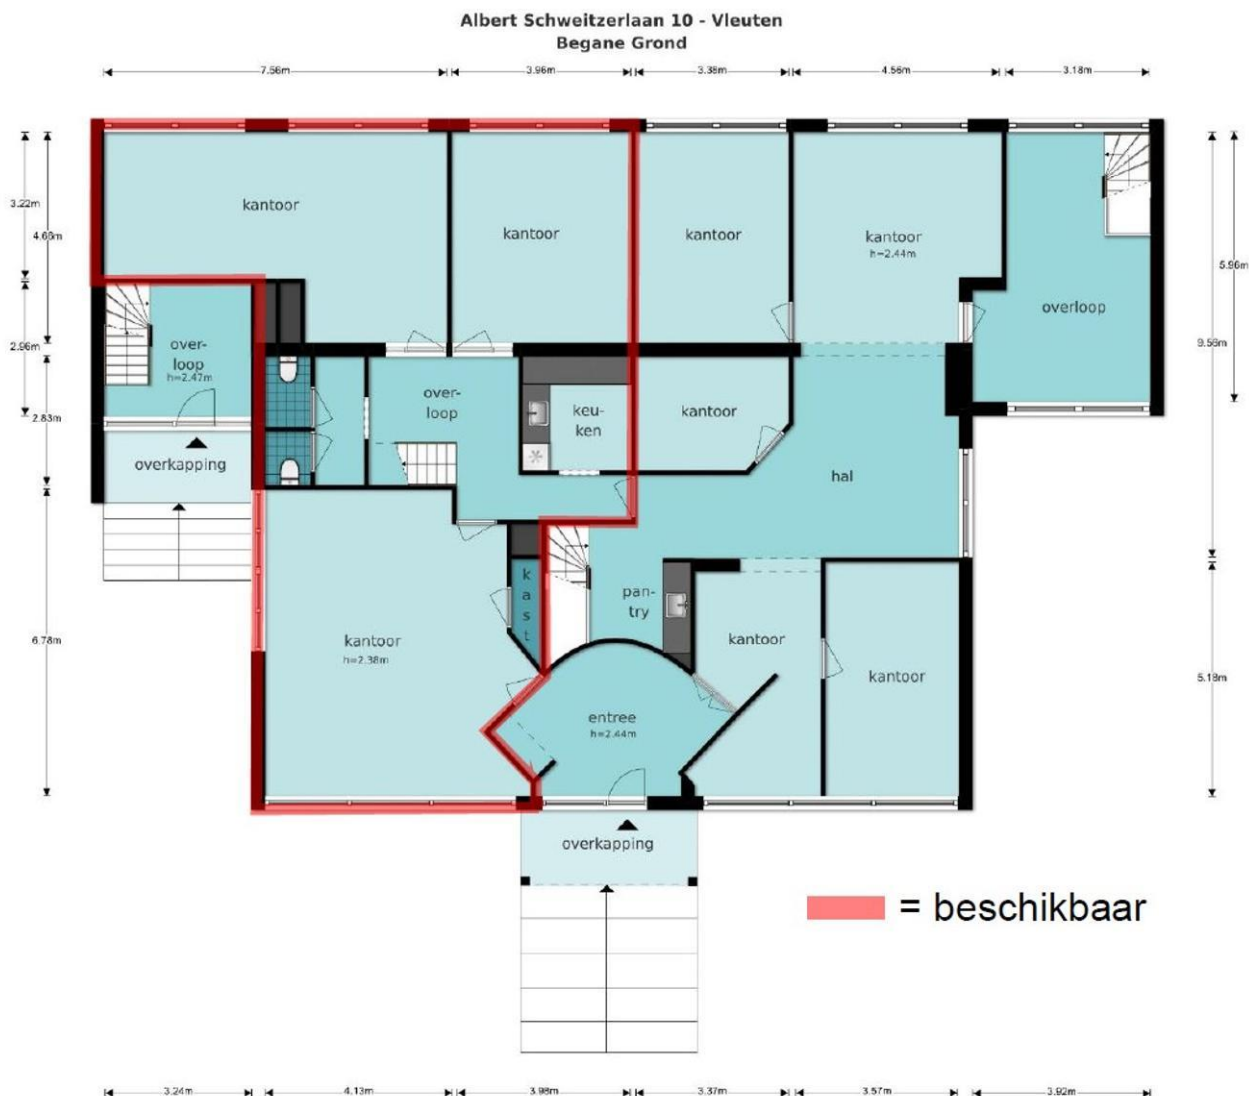 Albert Schweitzerlaan 10 - Vleuten
Begane Grond
7.56m
3.96m
3.38m
4.56m
3.18m
3.22m
4.66m
2.96m
2.83m
6.78m
5.96m
9.56m
5.18m
kantoor
kantoor
kantoor
kantoor
h=2.44m
overloop
over-
loop
h=2.47m
over-
loop
keu-
ken
kantoor
overkapping
hal
kast
pan-
try
kantoor
kantoor
h=2.38m
kantoor
entree
h=2.44m
overkapping
= beschikbaar
3.24m
4.13m
3.98m
3.37m
3.57m
3.92m